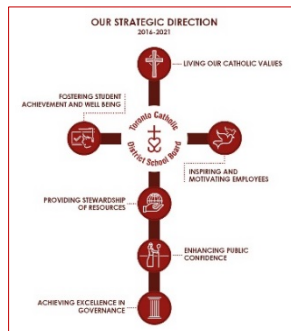 OUR STRATEGIC DIRECTION
2016-2021
LIVING OUR CATHOLIC VALUES
FOSTERING STUDENT
ACHIEVEMENT AND WELL BEING
Toronto Catholic
District School Board
INSPIRING AND
MOTIVATING EMPLOYEES
PROVIDING STEWARDSHIP
OF RESOURCES
ENHANCING PUBLIC
CONFIDENCE
ACHIEVING EXCELLENCE IN
GOVERNANCE